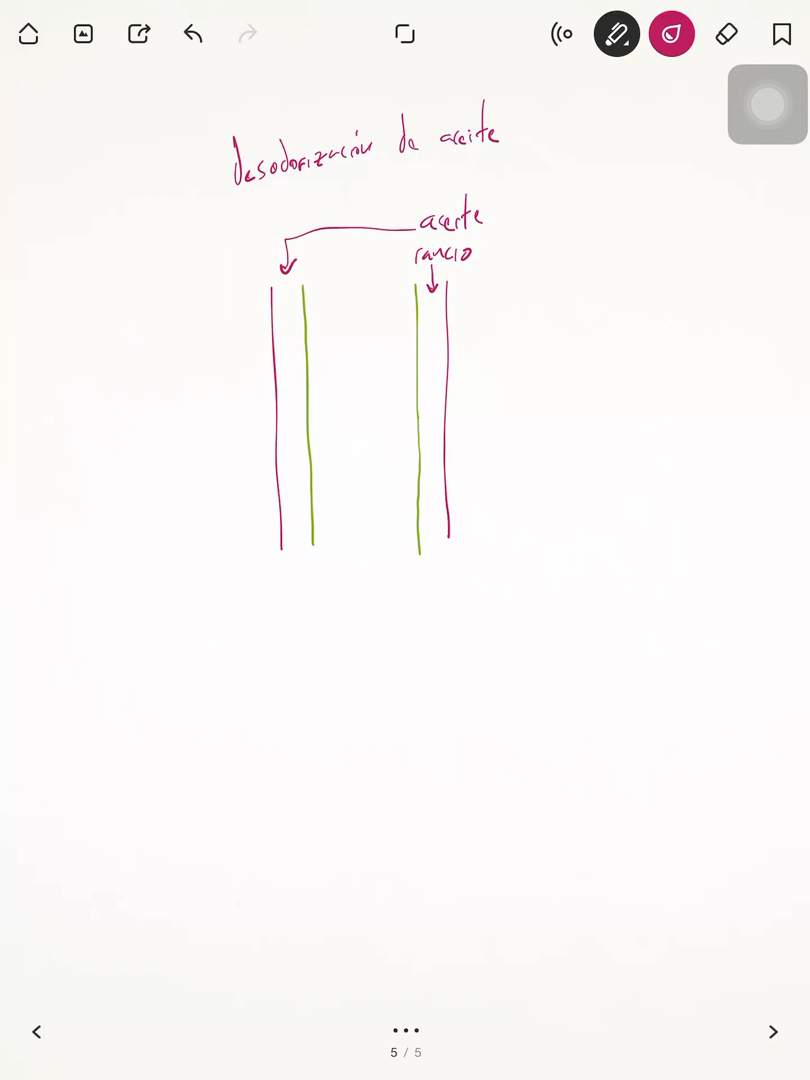 desodorización de aceite
aceite
rancio
5 / 5